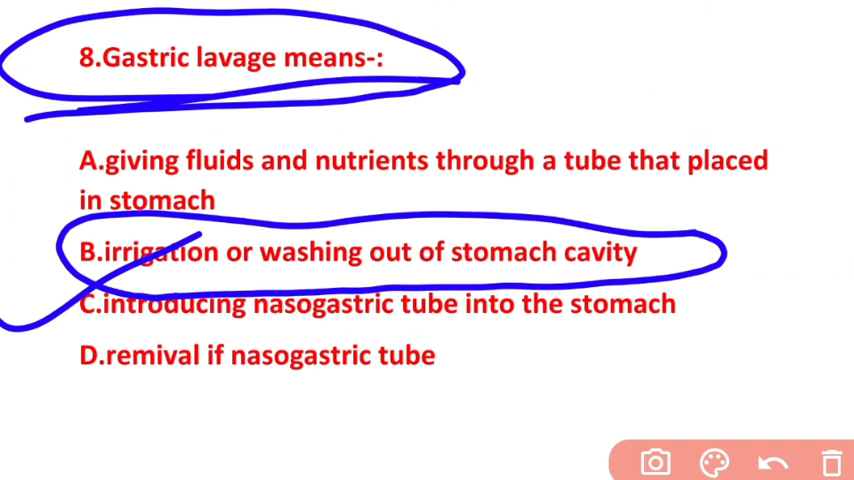 8.Gastric lavage means-:
A.giving fluids and nutrients through a tube that placed
in stomach
B.irrigation or washing out of stomach cavity
C.introducing nasogastric tube into the stomach
D.remival if nasogastric tube